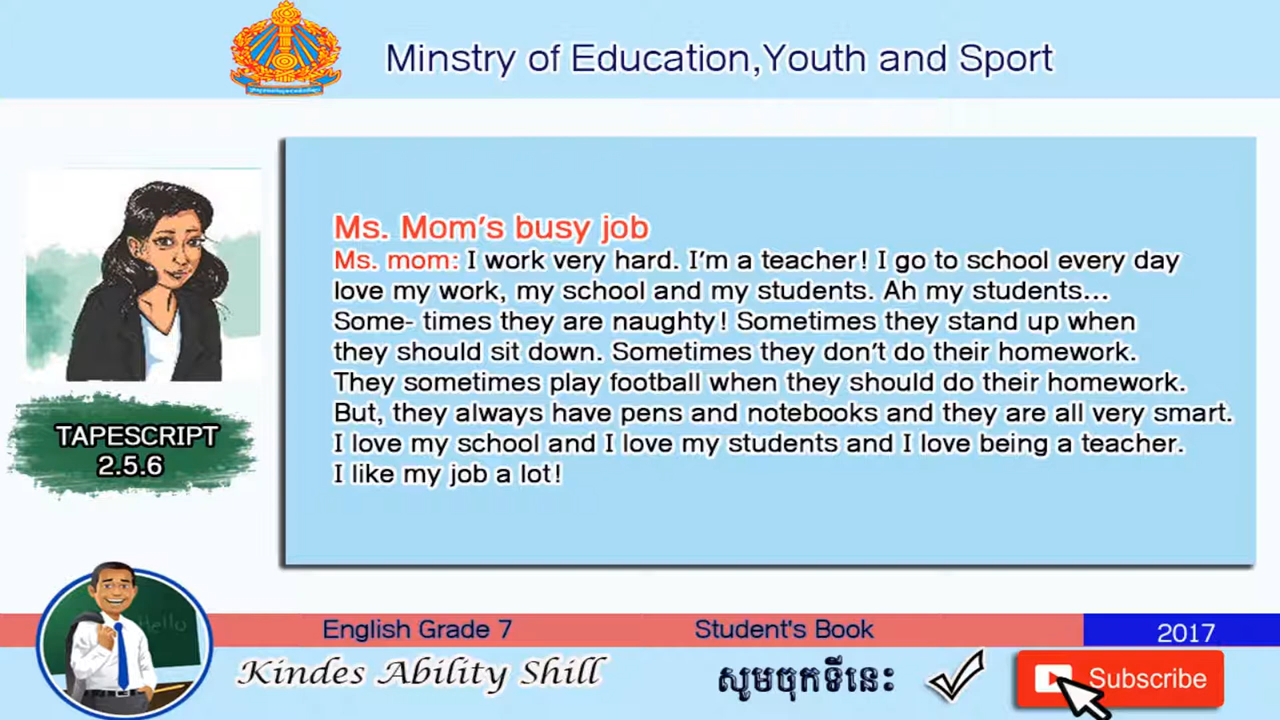 Minstry of Education,Youth and Sport
Ms. Mom's busy job
Ms. mom: I work very hard. I'm a teacher! I go to school every day
love my work, my school and my students. Ah my students...
Some- times they are naughty! Sometimes they stand up when
they should sit down. Sometimes they don't do their homework.
They sometimes play football when they should do their homework.
But, they always have pens and notebooks and they are all very smart.
I love my school and I love my students and I love being a teacher.
I like my job a lot!
TAPESCRIPT
2.5.6
Hello
English Grade 7
Student's Book
2017
Kindes Ability Shill
សូមចុកទីនេះ
Subscribe